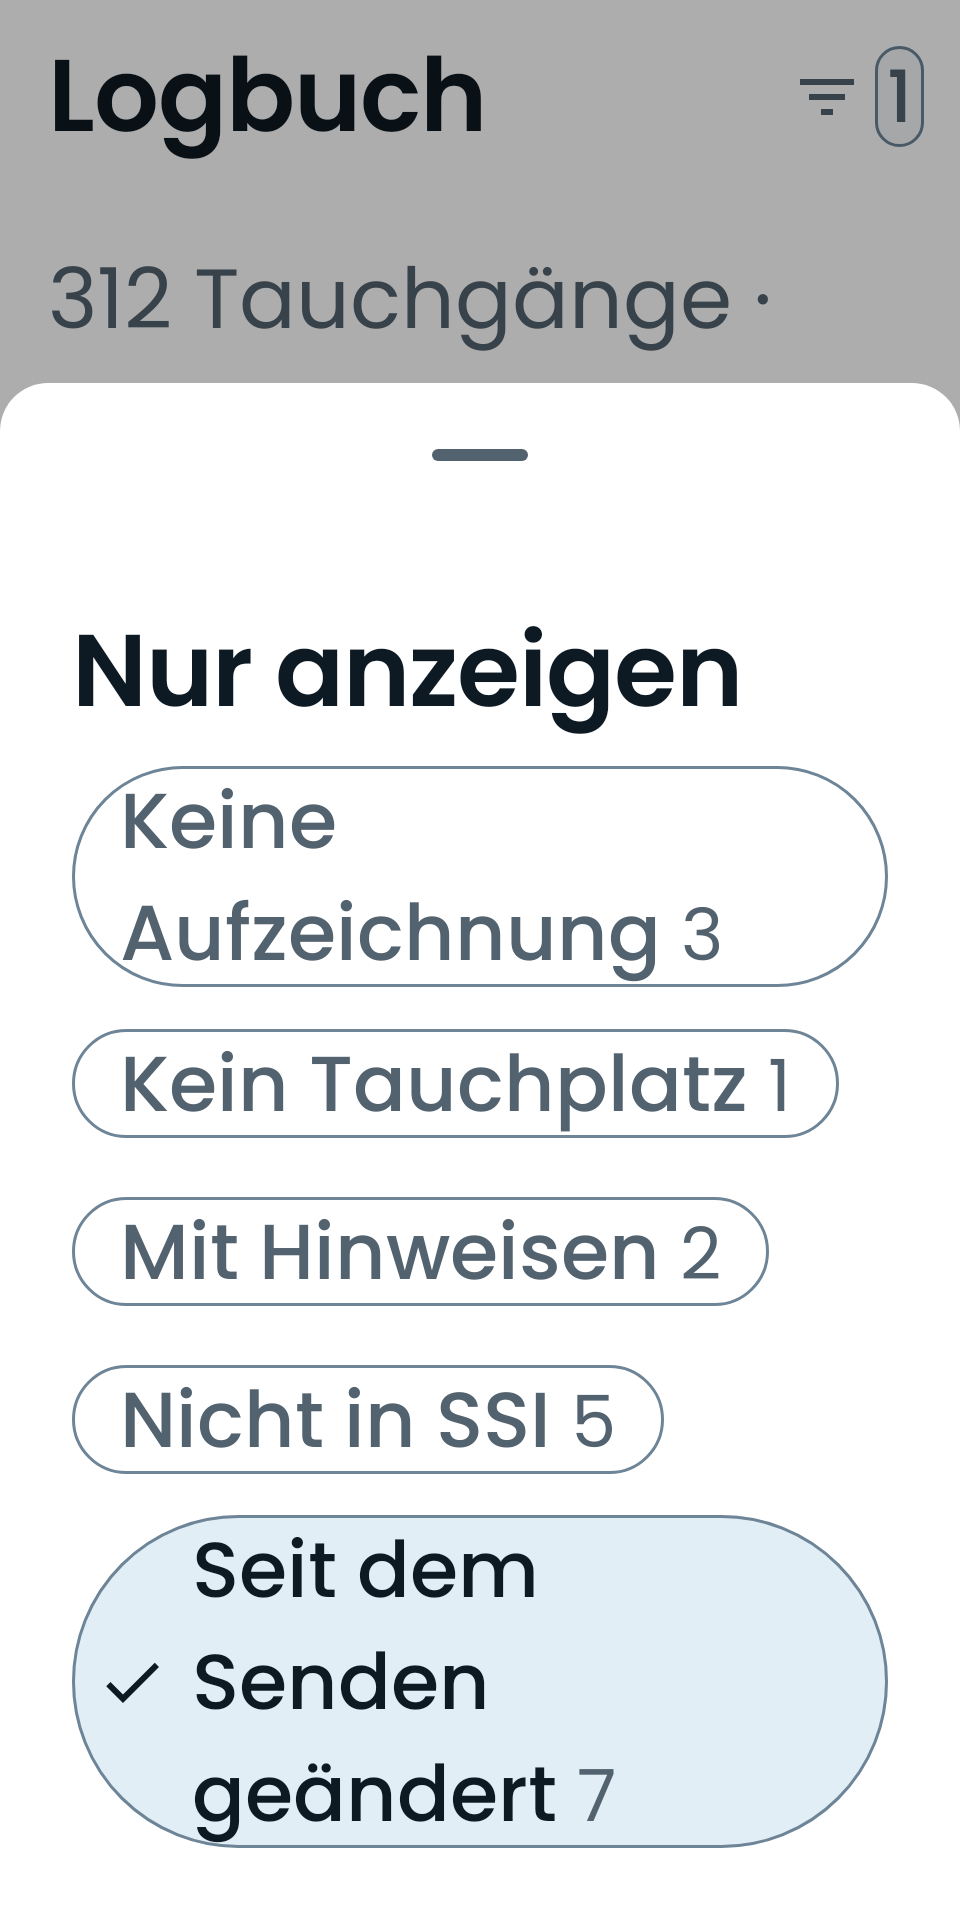 Logbuch
1
312 Tauchgänge ·
Nur anzeigen
Keine
Aufzeichnung 3
Kein Tauchplatz 1
Mit Hinweisen 2
Nicht in SSI 5
Seit dem
Senden
geändert 7